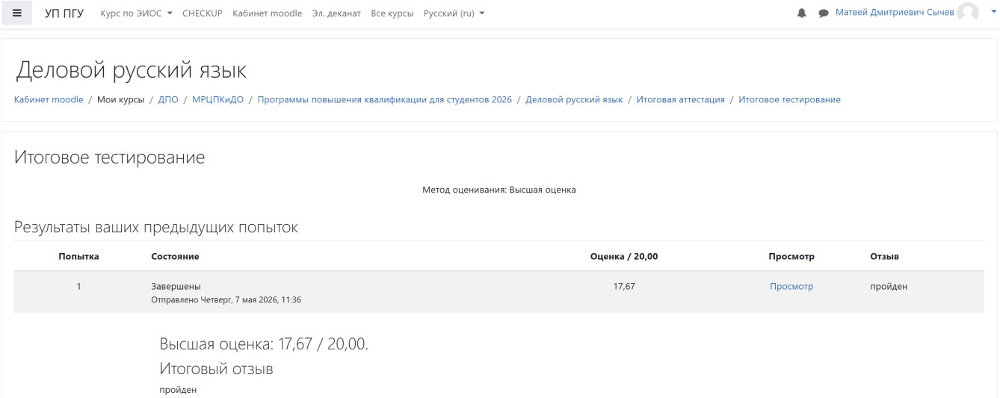 УП ПГУ Курс по ЭИОС CHECKUP Кабинет moodle Эл. деканат Все курсы Русский (ru) Матвей Дмитриевич Сычев
Деловой русский язык
Кабинет moodle / Мои курсы / ДПО / МРЦПКиДО / Программы повышения квалификации для студентов 2026 / Деловой русский язык / Итоговая аттестация / Итоговое тестирование
Итоговое тестирование
Метод оценивания: Высшая оценка
Результаты ваших предыдущих попыток
Попытка Состояние Оценка / 20,00 Просмотр Отзыв
1 Завершены 17,67 Просмотр пройден
Отправлено Четверг, 7 мая 2026, 11:36
Высшая оценка: 17,67 / 20,00.
Итоговый отзыв
пройден